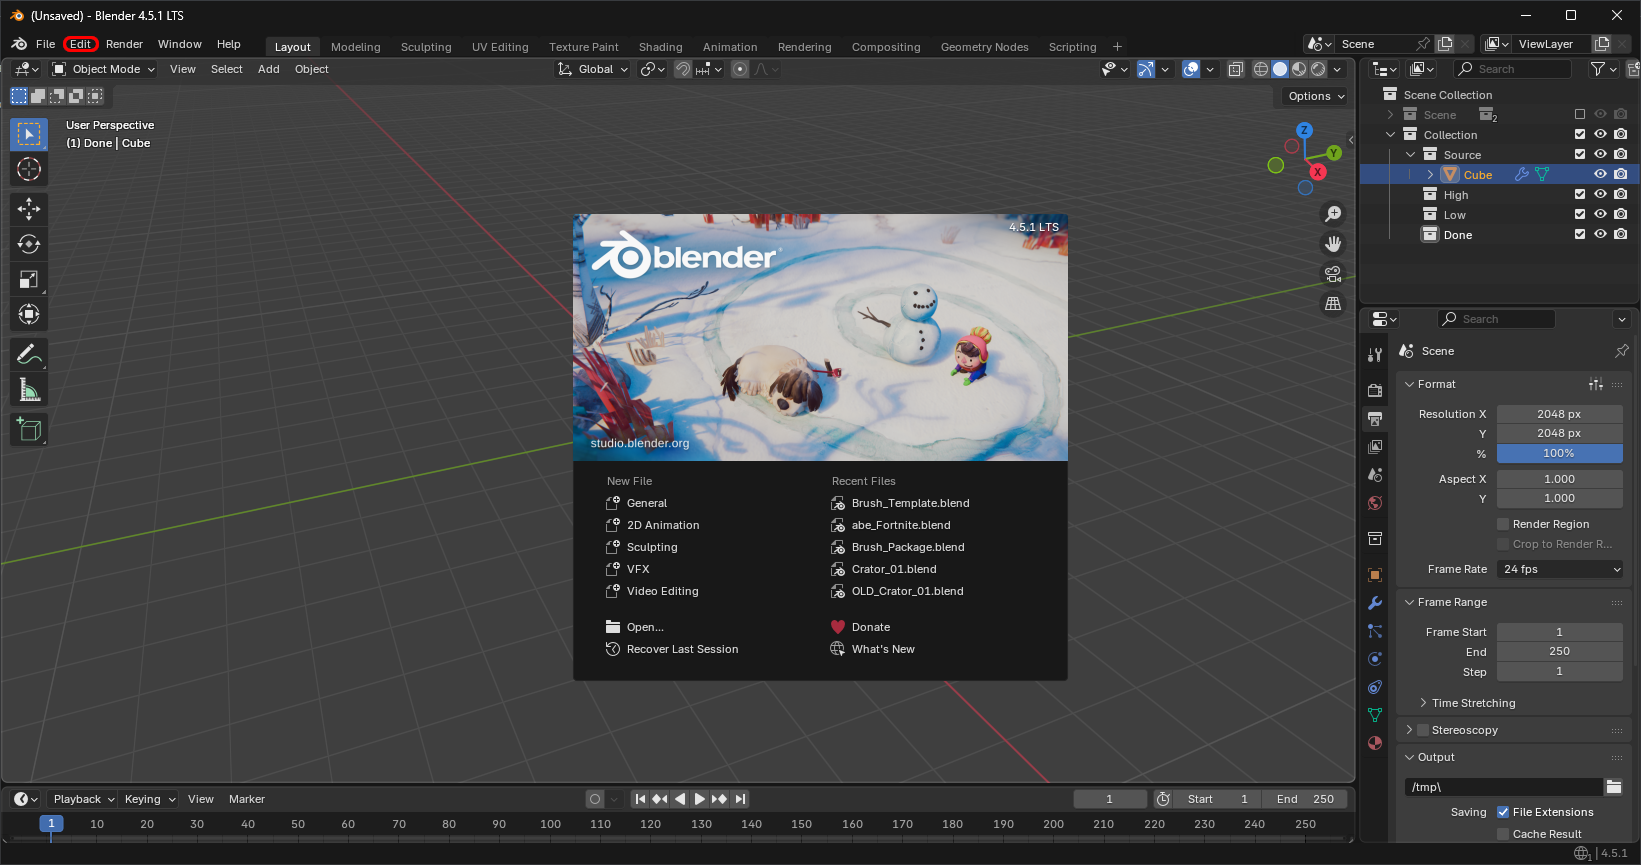 (Unsaved) - Blender 4.5.1 LTS
File Edit Render Window Help
Layout Modeling Sculpting UV Editing Texture Paint Shading Animation Rendering Compositing Geometry Nodes Scripting +
Scene
ViewLayer
Object Mode View Select Add Object
Global
Search
Options
User Perspective
(1) Done | Cube
Z
Y
X
Scene Collection
Scene 2
Collection
Source
Cube
High
Low
Done
4.5.1 LTS
blender
studio.blender.org
New File
General
2D Animation
Sculpting
VFX
Video Editing
Open...
Recover Last Session
Recent Files
Brush_Template.blend
abe_Fortnite.blend
Brush_Package.blend
Crator_01.blend
OLD_Crator_01.blend
Donate
What's New
Search
Scene
Format
Resolution X 2048 px
Y 2048 px
% 100%
Aspect X 1.000
Y 1.000
Render Region
Crop to Render R...
Frame Rate 24 fps
Frame Range
Frame Start 1
End 250
Step 1
Time Stretching
Stereoscopy
Output
/tmp\
Saving File Extensions
Cache Result
Playback Keying View Marker
1
Start 1
End 250
1 10 20 30 40 50 60 70 80 90 100 110 120 130 140 150 160 170 180 190 200 210 220 230 240 250
1 | 4.5.1